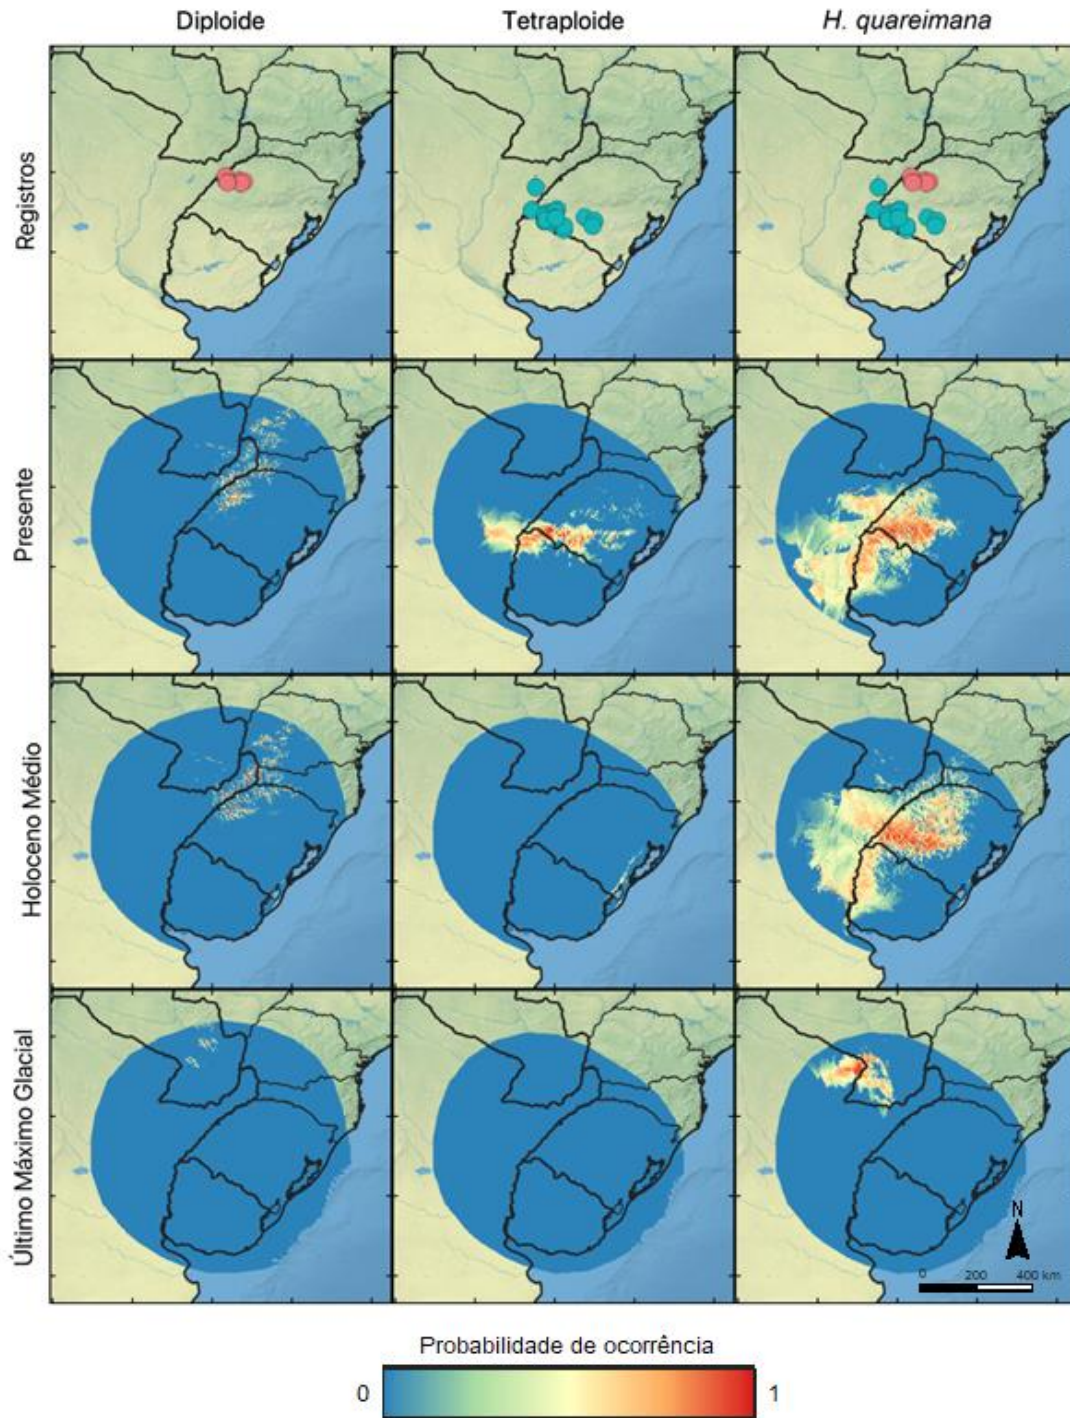 Diploide
Tetraploide
H. quareimana
Registros
Presente
Holoceno Médio
Último Máximo Glacial
N
0 200 400 km
Probabilidade de ocorrência
0 1